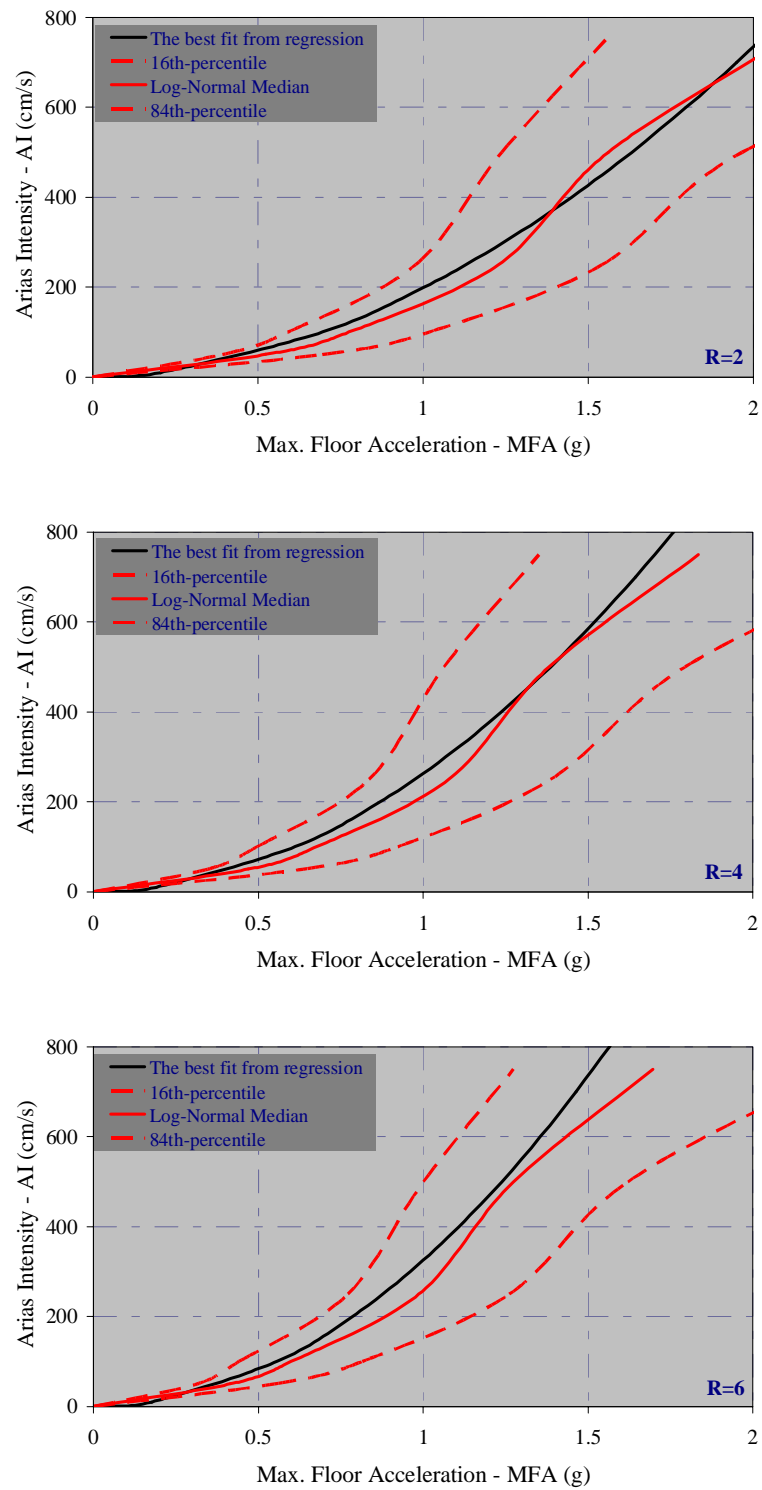 800
600
400
200
0
Arias Intensity - AI (cm/s)
The best fit from regression
16th-percentile
Log-Normal Median
84th-percentile
R=2
0 0.5 1 1.5 2
Max. Floor Acceleration - MFA (g)
800
600
400
200
0
Arias Intensity - AI (cm/s)
The best fit from regression
16th-percentile
Log-Normal Median
84th-percentile
R=4
0 0.5 1 1.5 2
Max. Floor Acceleration - MFA (g)
800
600
400
200
0
Arias Intensity - AI (cm/s)
The best fit from regression
16th-percentile
Log-Normal Median
84th-percentile
R=6
0 0.5 1 1.5 2
Max. Floor Acceleration - MFA (g)